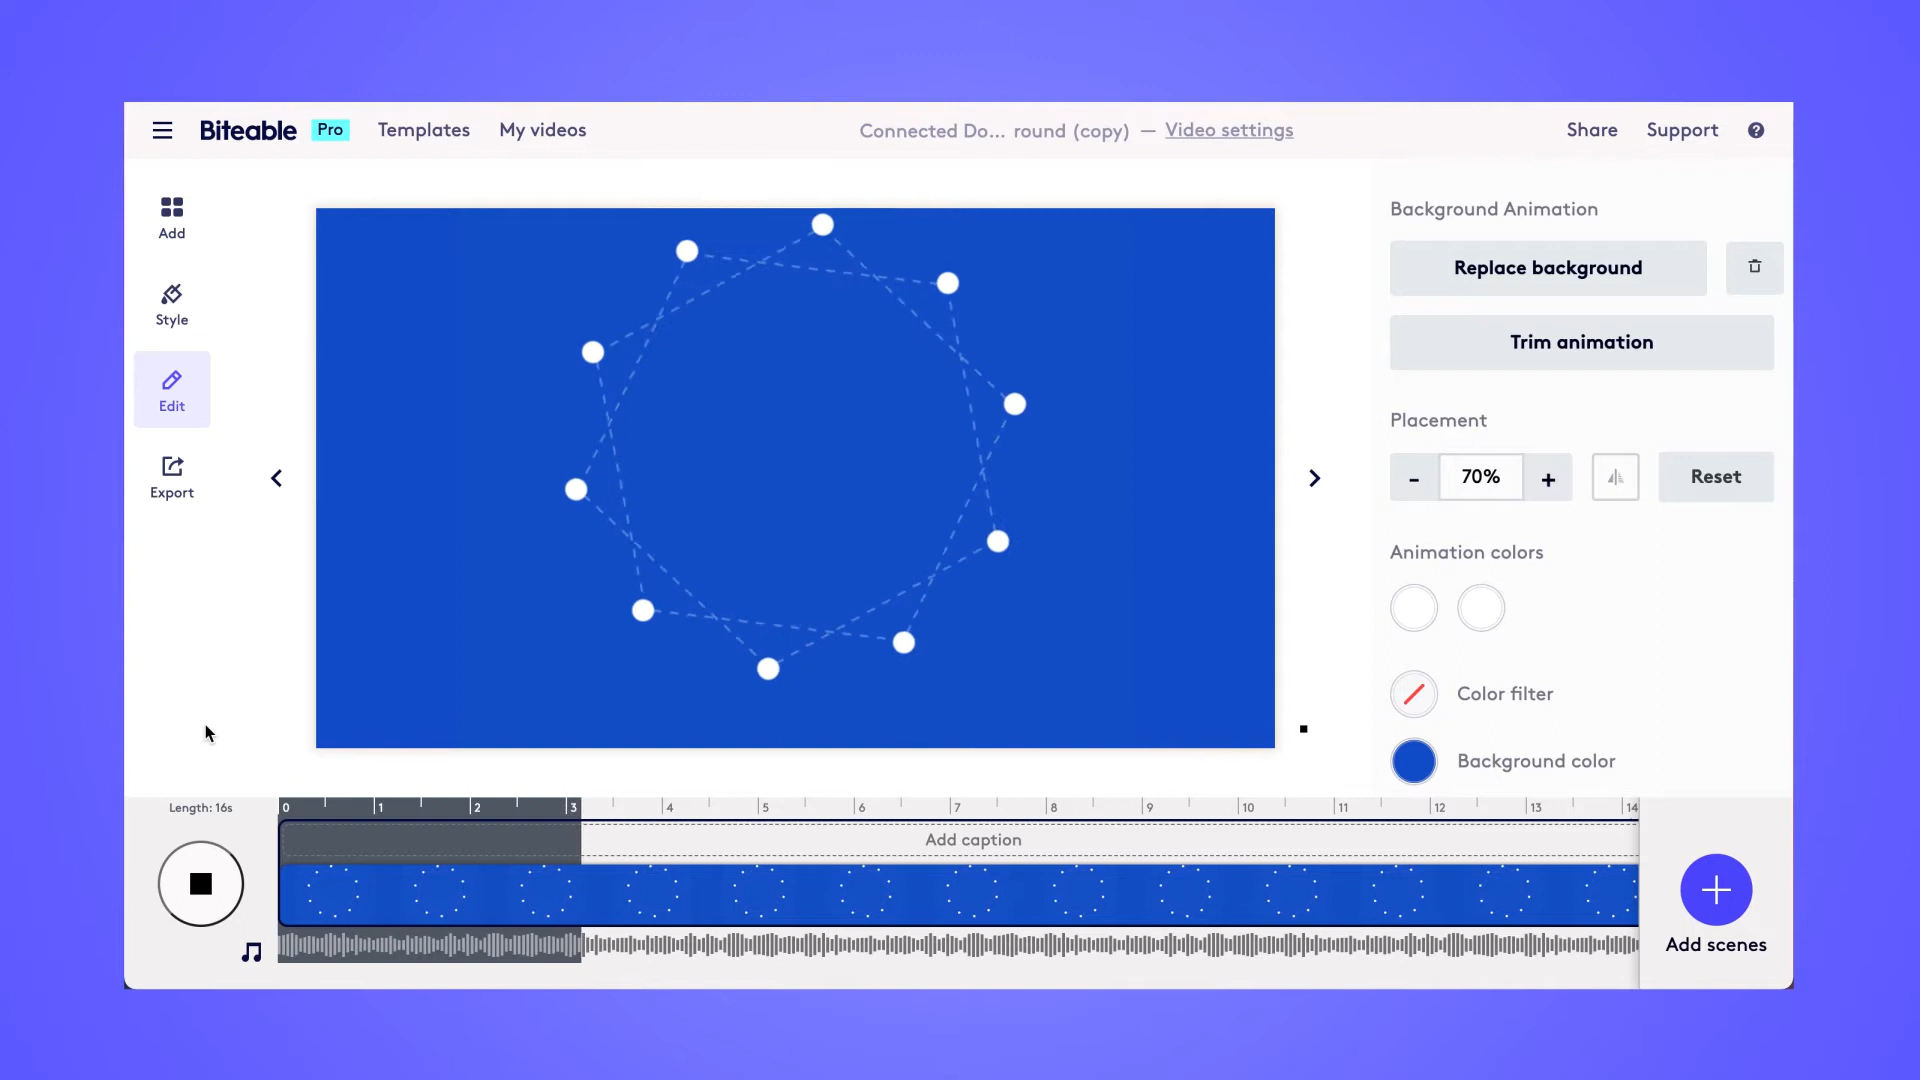 Biteable Pro Templates My videos Connected Do... round (copy) — Video settings Share Support ?
Add
Style
Edit
Export
Background Animation
Replace background
Trim animation
Placement
- 70% + Reset
Animation colors
Color filter
Background color
Length: 16s 0 1 2 3 4 5 6 7 8 9 10 11 12 13 14
Add caption
Add scenes